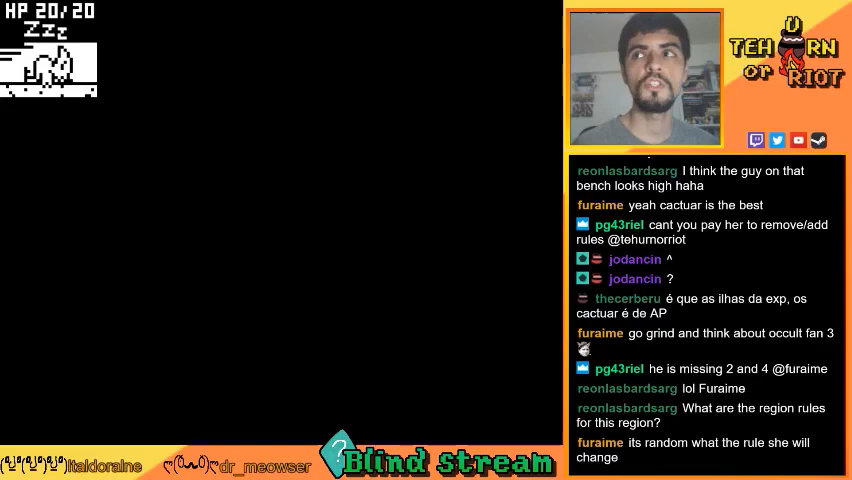 HP 20/20
Zzz
U
TEH RN
or RIOT
reonlasbardsarg I think the guy on that
bench looks high haha
furaime yeah cactuar is the best
pg43riel cant you pay her to remove/add
rules @tehurnorriot
jodancin ^
jodancin ?
thecerberu é que as ilhas da exp, os
cactuar é de AP
furaime go grind and think about occult fan 3
pg43riel he is missing 2 and 4 @furaime
reonlasbardsarg lol Furaime
reonlasbardsarg What are the region rules
for this region?
furaime its random what the rule she will
change
italdoraine
dr_meowser
? Blind stream